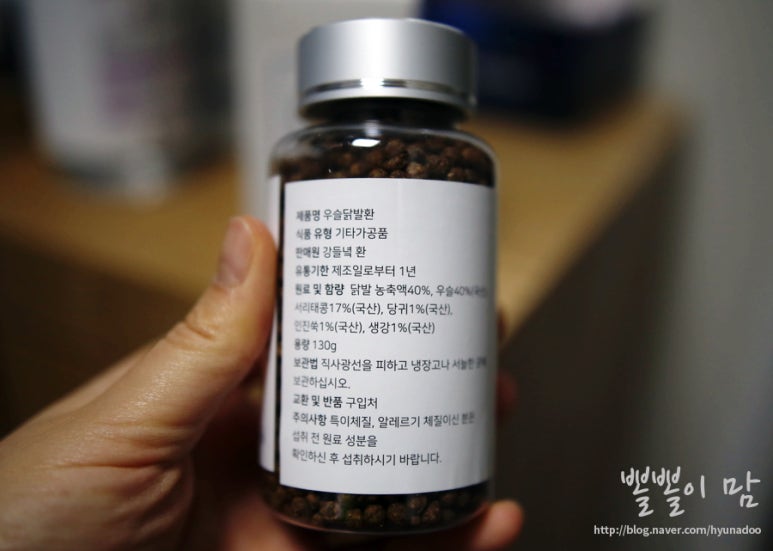 제품명 우슬닭발환
식품 유형 기타가공품
판매원 강들녘 환
유통기한 제조일로부터 1년
원료 및 함량 닭발 농축액40%, 우슬40%(국산)
서리태콩17%(국산), 당귀1%(국산),
인진쑥1%(국산), 생강1%(국산)
용량 130g
보관법 직사광선을 피하고 냉장고나 서늘한
보관하십시오.
교환 및 반품 구입처
주의사항 특이체질, 알레르기 체질이신 분은
섭취 전 원료 성분을
확인하신 후 섭취하시기 바랍니다.
뽈뽈이 맘
http://blog.naver.com/hyunadoo